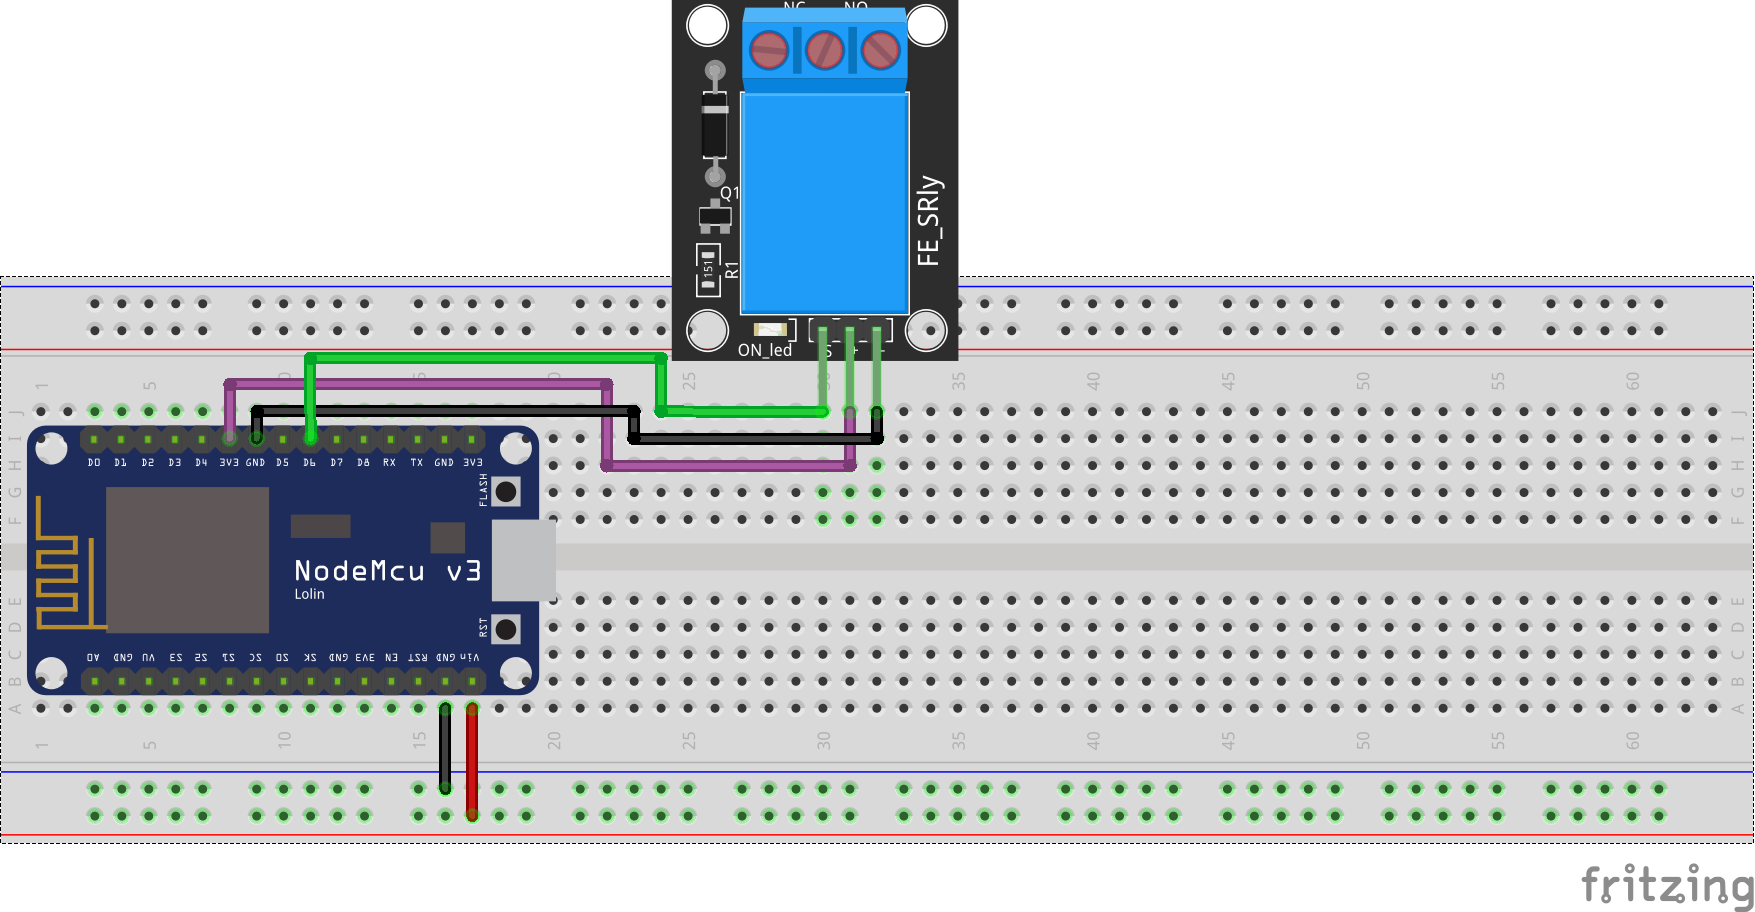 NC NO
Q1
FE_SRly
151
R1
ON_led
S + -
1 5 10 15 20 25 30 35 40 45 50 55 60
J J
I I
H H
G G
F F
D0 D1 D2 D3 D4 3V3 GND D5 D6 D7 D8 RX TX GND 3V3
FLASH
NodeMcu v3
Lolin
RST
A0 GND VU S3 S2 S1 SC S0 SK GND 3V3 EN RST GND Vin
E E
D D
C C
B B
A A
1 5 10 15 20 25 30 35 40 45 50 55 60
fritzing